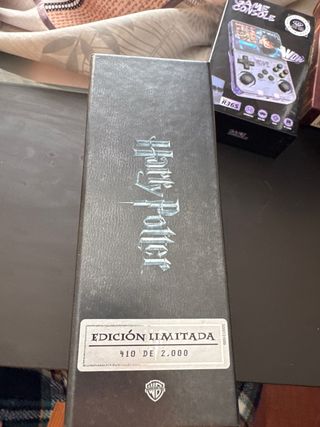 Harry Potter
EDICIÓN LIMITADA
410 DE 2,000
WB
GAME
CONSOLE
R36S